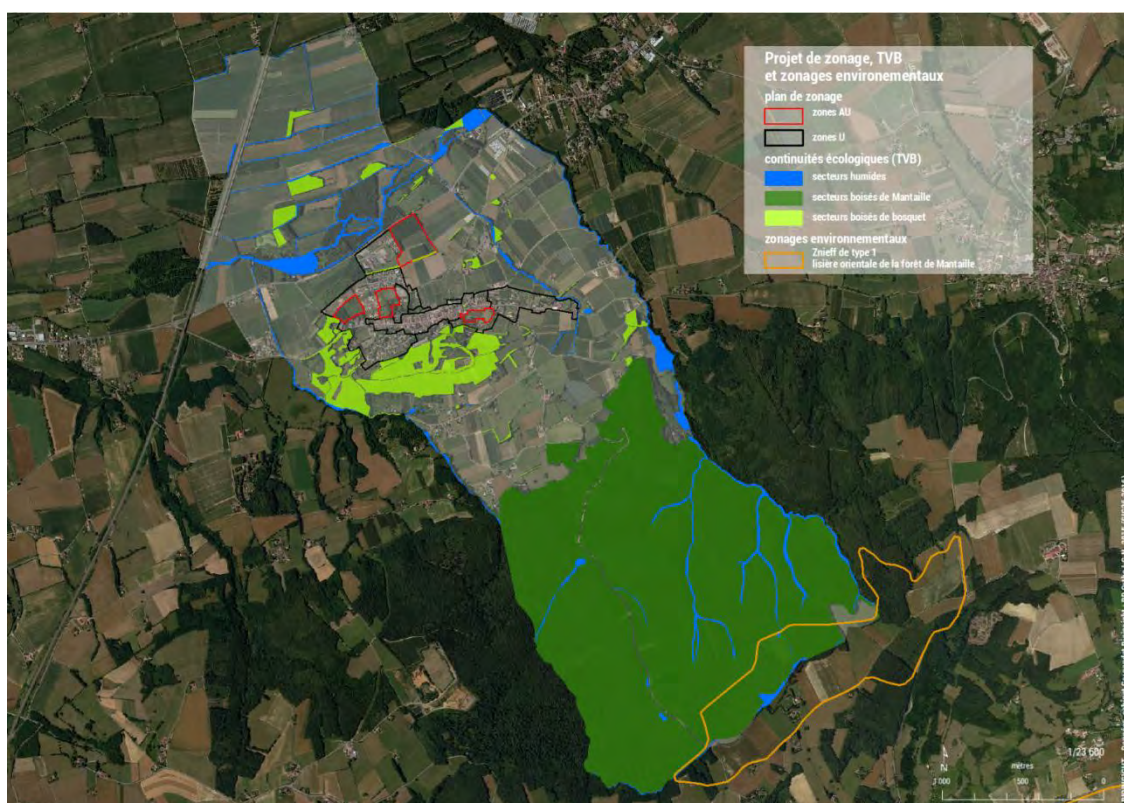 Projet de zonage, TVB
et zonages environementaux
plan de zonage
zones AU
zones U
continuités écologiques (TVB)
secteurs humides
secteurs boisés de Mantaille
secteurs boisés de bosquet
zonages environnementaux
Znieff de type 1
lisière orientale de la forêt de Mantaille
1/23 600
N
mètres
1 000 500 0